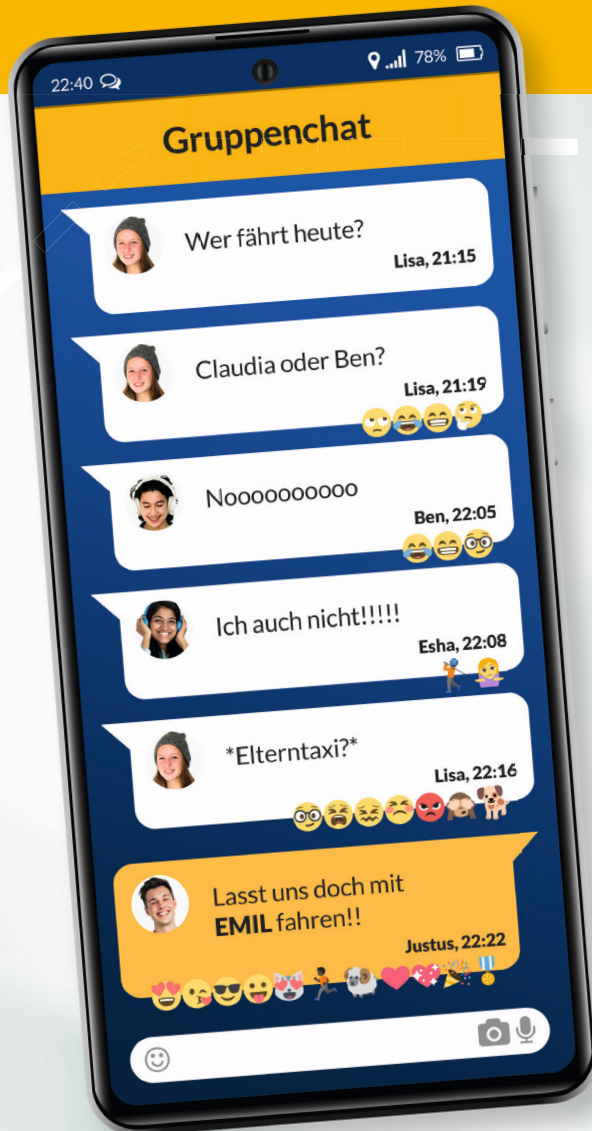 22:40
78%
Gruppenchat
Wer fährt heute?
Lisa, 21:15
Claudia oder Ben?
Lisa, 21:19
Noooooooooo
Ben, 22:05
Ich auch nicht!!!!!
Esha, 22:08
*Elterntaxi?*
Lisa, 22:16
Lasst uns doch mit
EMIL fahren!!
Justus, 22:22